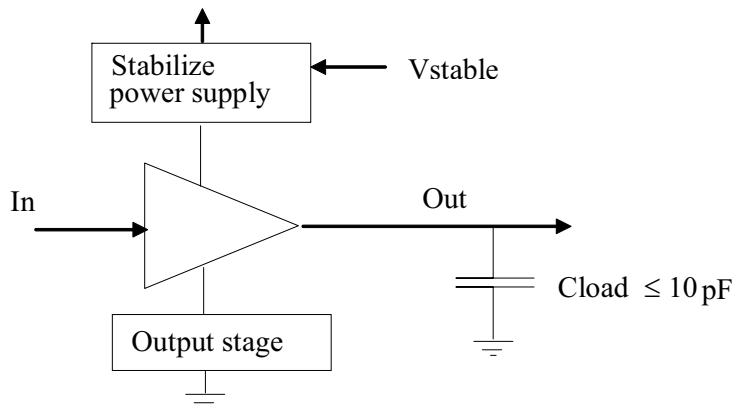 Stabilize
power supply
Vstable
In
Out
Cload ≤ 10 pF
Output stage